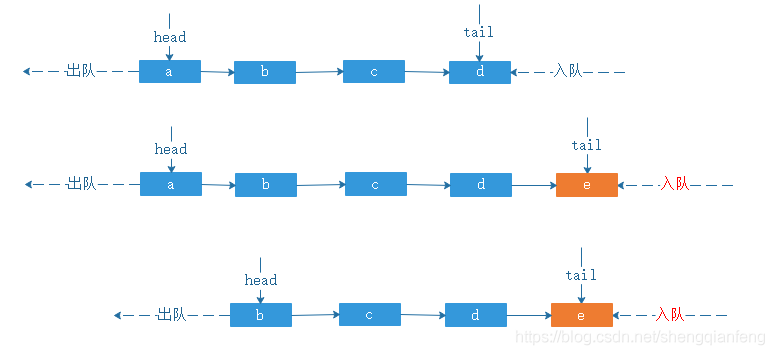 head
tail
出队 a b c d 入队
head
tail
出队 a b c d e 入队
head
tail
出队 b c d e 入队
https://blog.csdn.net/shengqianfeng